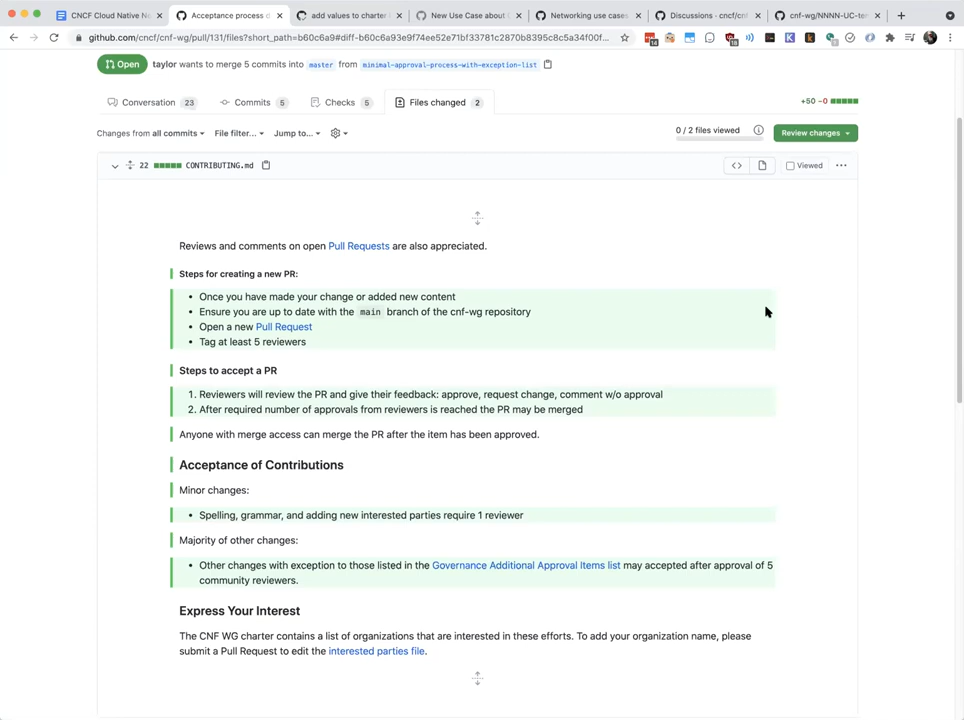 CNCF Cloud Native Ne
Acceptance process d
add values to charter
New Use Case about
Networking use cases
Discussions - cncf/cnf
cnf-wg/NNNN-UC-ten
github.com/cncf/cnf-wg/pull/131/files?short_path=b60c6a9#diff-b60c6a93e9f74ee52e71bf33781c2870b8395c8c5a34f00f...
Open
taylor wants to merge 5 commits into master from minimal-approval-process-with-exception-list
Conversation 23
Commits 5
Checks 5
Files changed 2
+50 −0
Changes from all commits
File filter...
Jump to...
0 / 2 files viewed
Review changes
22 CONTRIBUTING.md
Viewed
Reviews and comments on open Pull Requests are also appreciated.
Steps for creating a new PR:
• Once you have made your change or added new content
• Ensure you are up to date with the main branch of the cnf-wg repository
• Open a new Pull Request
• Tag at least 5 reviewers
Steps to accept a PR
1. Reviewers will review the PR and give their feedback: approve, request change, comment w/o approval
2. After required number of approvals from reviewers is reached the PR may be merged
Anyone with merge access can merge the PR after the item has been approved.
Acceptance of Contributions
Minor changes:
• Spelling, grammar, and adding new interested parties require 1 reviewer
Majority of other changes:
• Other changes with exception to those listed in the Governance Additional Approval Items list may accepted after approval of 5
community reviewers.
Express Your Interest
The CNF WG charter contains a list of organizations that are interested in these efforts. To add your organization name, please
submit a Pull Request to edit the interested parties file.